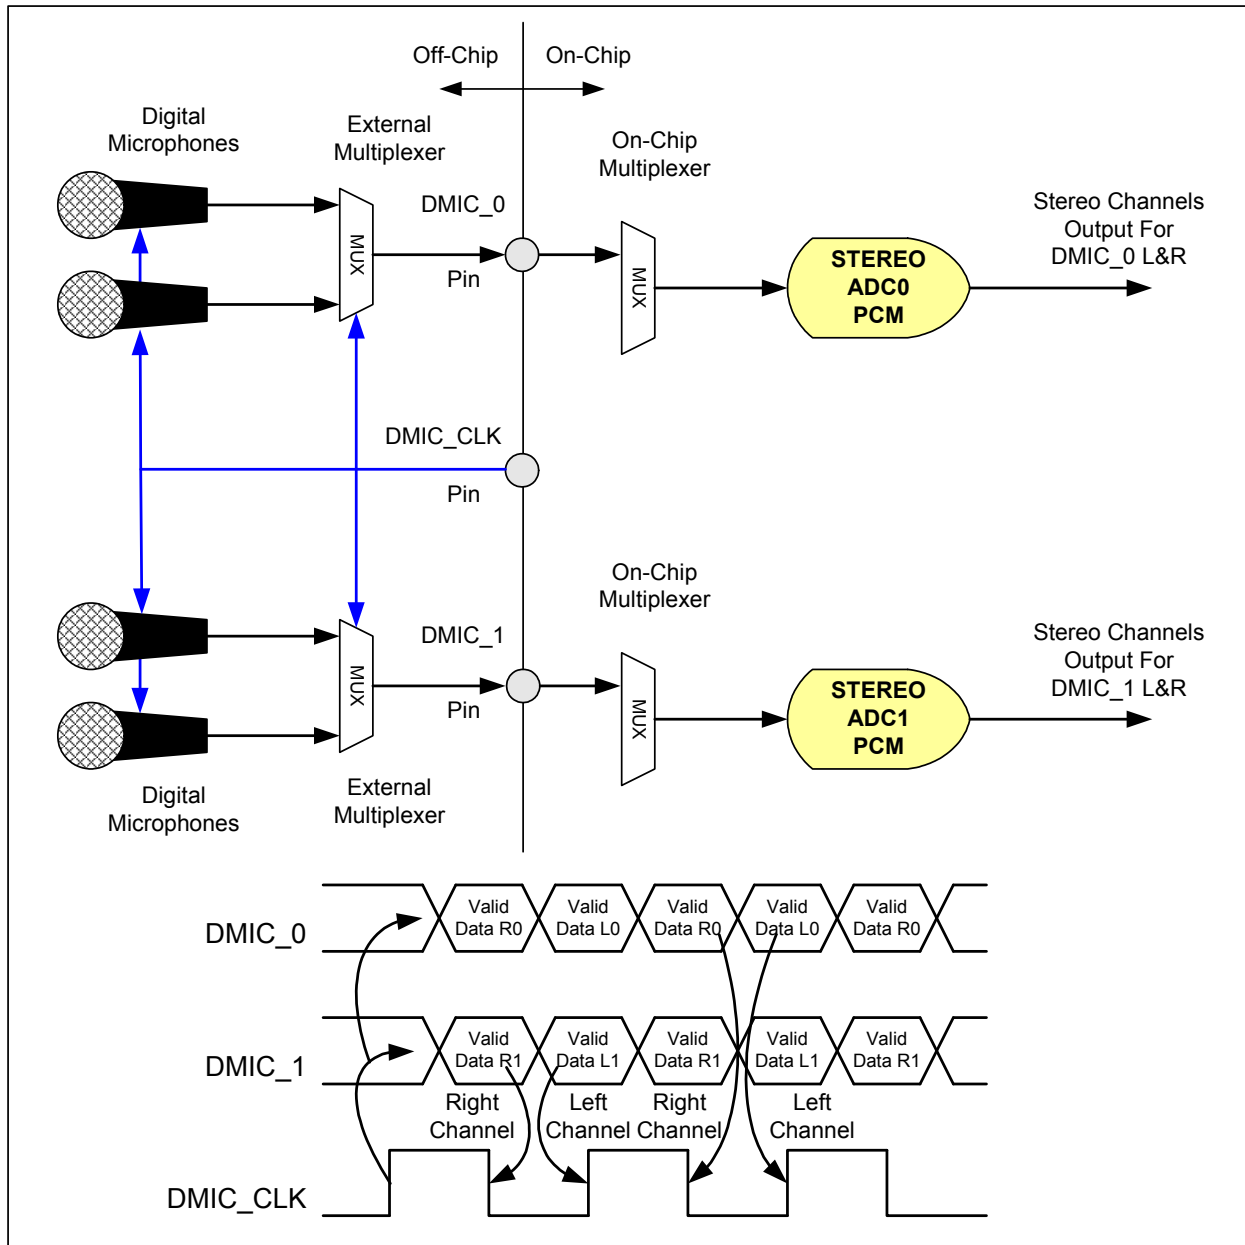 Off-Chip
On-Chip
Digital
Microphones
External
Multiplexer
On-Chip
Multiplexer
DMIC_0
Pin
MUX
MUX
STEREO
ADC0
PCM
Stereo Channels
Output For
DMIC_0 L&R
DMIC_CLK
Pin
On-Chip
Multiplexer
DMIC_1
Pin
MUX
MUX
STEREO
ADC1
PCM
Stereo Channels
Output For
DMIC_1 L&R
Digital
Microphones
External
Multiplexer
DMIC_0
Valid
Data R0
Valid
Data L0
Valid
Data R0
Valid
Data L0
Valid
Data R0
DMIC_1
Valid
Data R1
Valid
Data L1
Valid
Data R1
Valid
Data L1
Valid
Data R1
Right
Channel
Left
Channel
Right
Channel
Left
Channel
DMIC_CLK